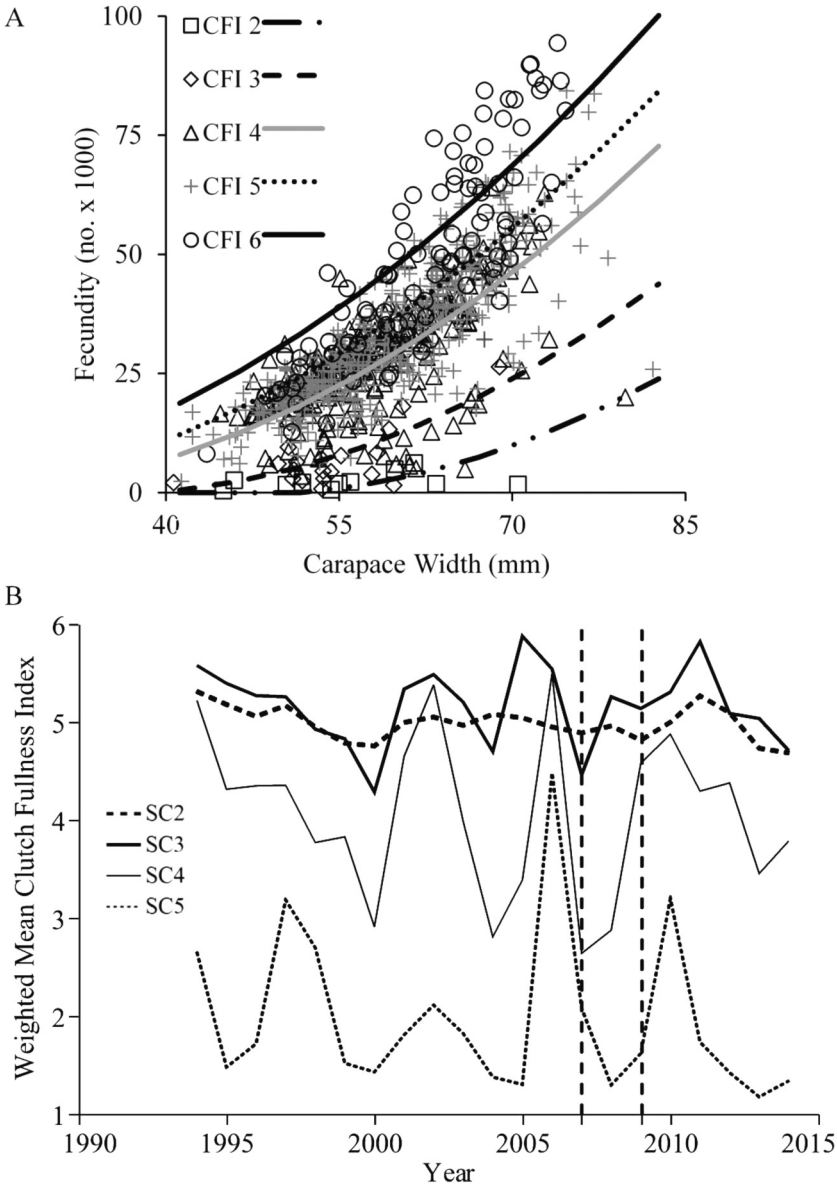 A
Fecundity (no. x 1000)
100
75
50
25
0
CFI 2
CFI 3
CFI 4
CFI 5
CFI 6
40
55
70
85
Carapace Width (mm)
B
Weighted Mean Clutch Fullness Index
6
5
4
3
2
1
SC2
SC3
SC4
SC5
1990
1995
2000
2005
2010
2015
Year